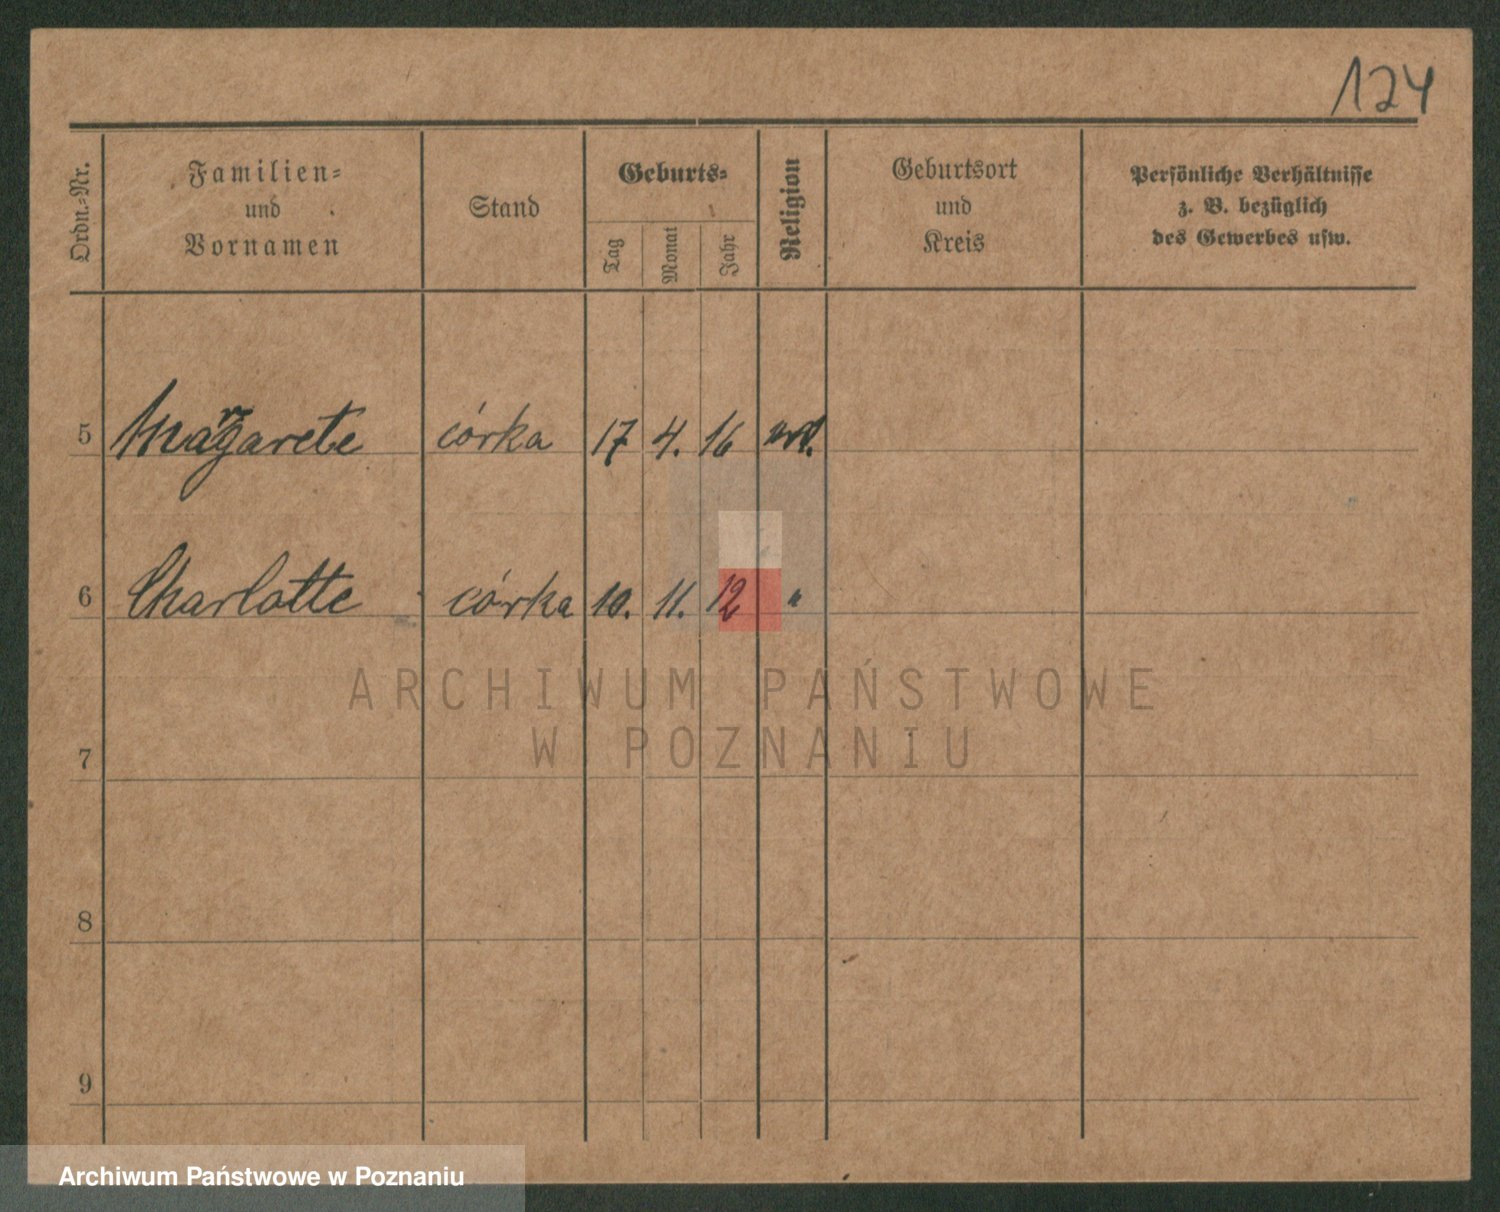 124
Ordn.-Nr.
Familien-
und
Vornamen
Stand
Geburts-
Tag
Monat
Jahr
Religion
Geburtsort
und
Kreis
Persönliche Verhältnisse
z. B. bezüglich
des Gewerbes usw.
5 Margarete córka 17 4. 16
6 Charlotte córka 10. 11. 12 "
ARCHIWUM PAŃSTWOWE
W POZNANIU
7
8
9
Archiwum Państwowe w Poznaniu